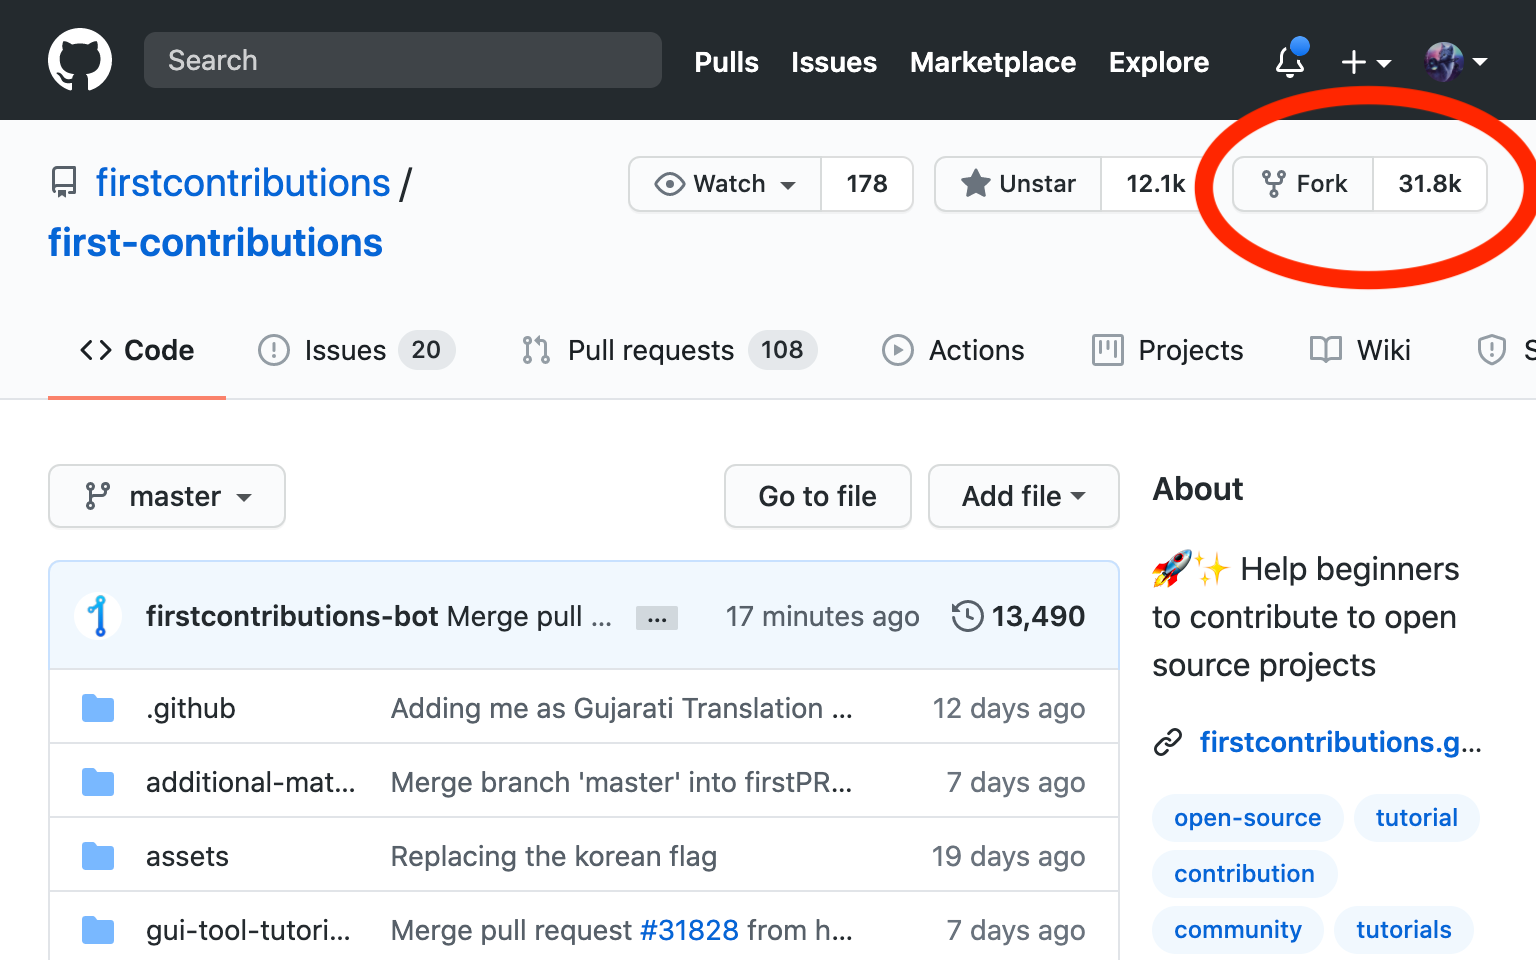 Search Pulls Issues Marketplace Explore
firstcontributions / Watch 178 Unstar 12.1k Fork 31.8k
first-contributions
Code Issues 20 Pull requests 108 Actions Projects Wiki S
master Go to file Add file
About
🚀✨ Help beginners
to contribute to open
source projects
firstcontributions.g...
open-source tutorial
contribution
community tutorials
firstcontributions-bot Merge pull ... ... 17 minutes ago 13,490
.github Adding me as Gujarati Translation ... 12 days ago
additional-mat... Merge branch 'master' into firstPR... 7 days ago
assets Replacing the korean flag 19 days ago
gui-tool-tutori... Merge pull request #31828 from h... 7 days ago